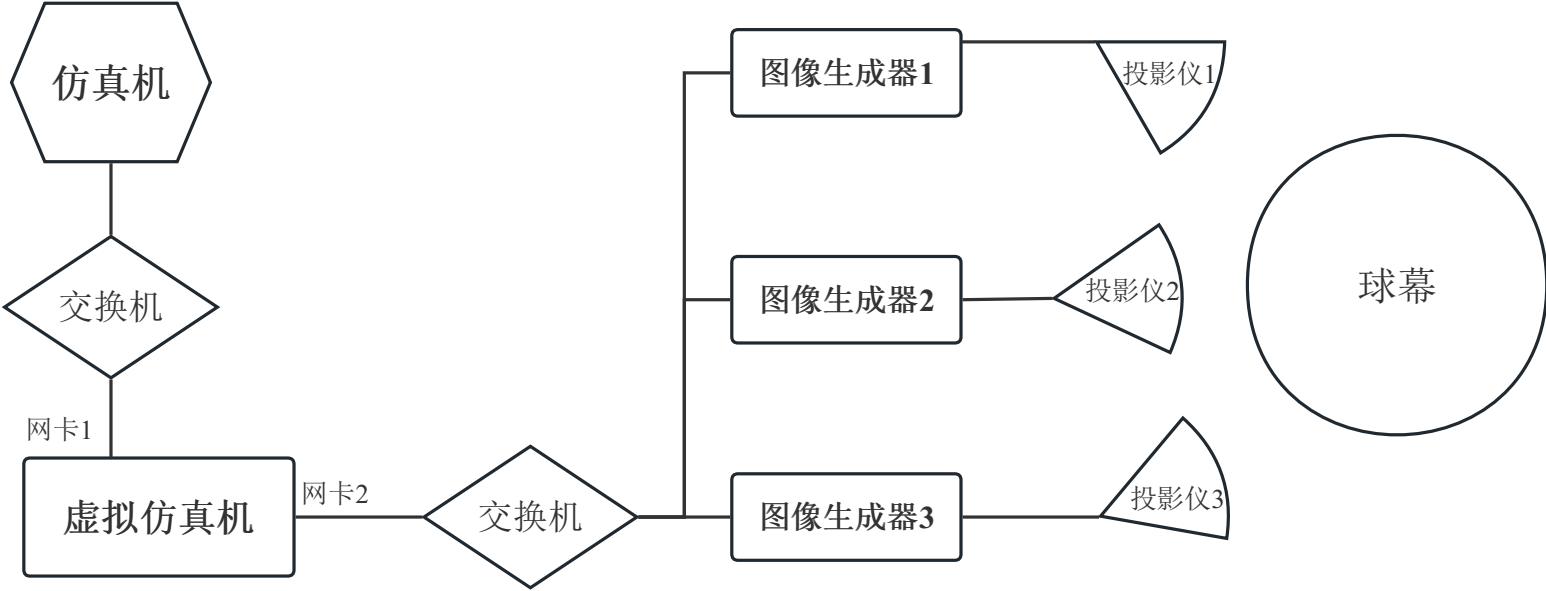 仿真机
图像生成器1
投影仪1
交换机
图像生成器2
投影仪2
球幕
网卡1
虚拟仿真机
网卡2
交换机
图像生成器3
投影仪3